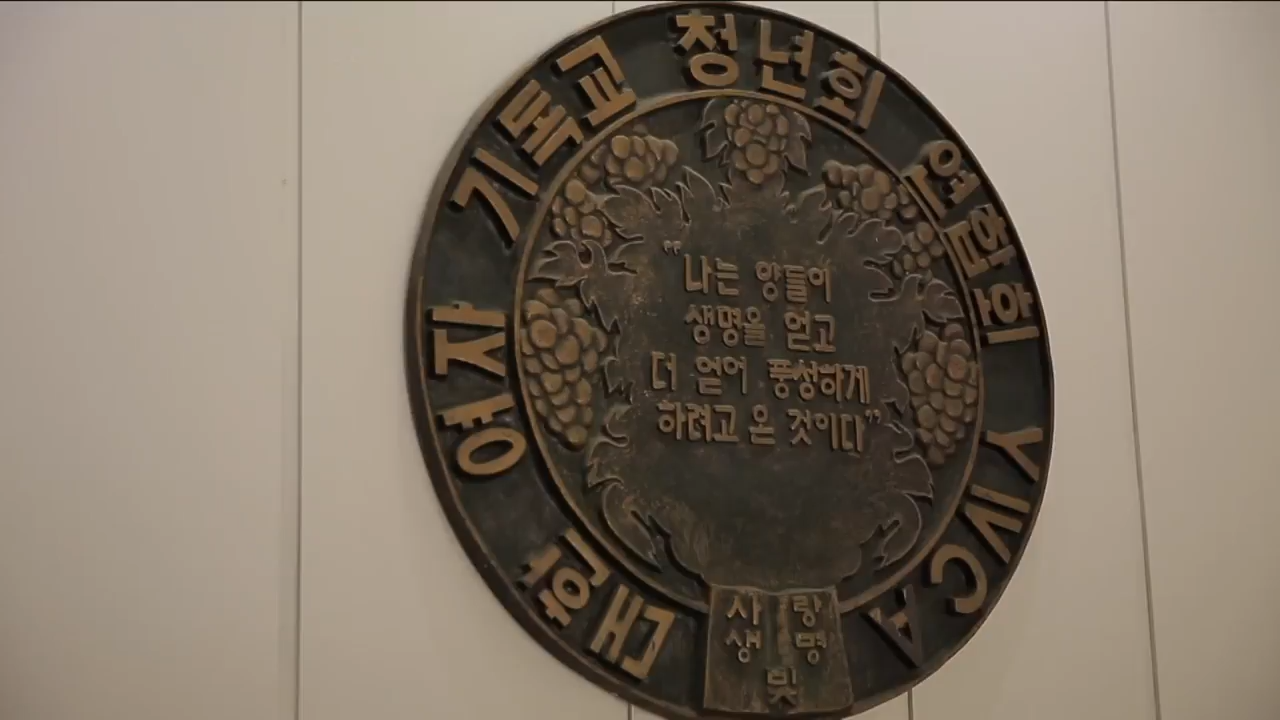 대한 여자 기독교 청년회 연합회 YWCA
"나는 양들이
생명을 얻고
더 얻어 풍성하게
하려고 온 것이다"
사랑
생명
빛